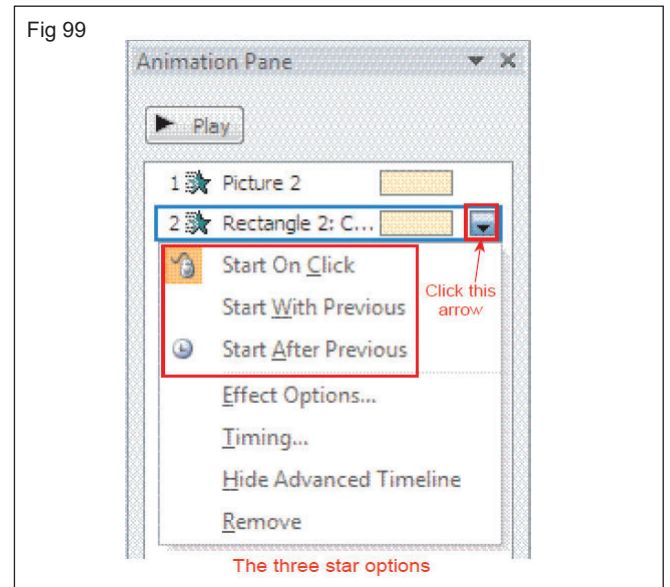 Fig 99
Animation Pane
Play
1 Picture 2
2 Rectangle 2: C...
Start On Click
Click this
Start With Previous
arrow
Start After Previous
Effect Options...
Timing...
Hide Advanced Timeline
Remove
The three star options